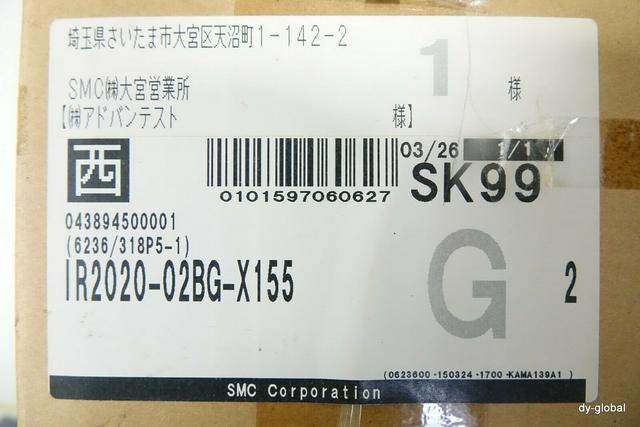 埼玉県さいたま市大宮区天沼町1-142-2
1
SMC㈱大宮営業所 様
【㈱アドバンテスト 様】
西
03/26 1/1
0101597060627
SK99
043894500001
(6236/318P5-1)
IR2020-02BG-X155
G
2
(0623600-150324-1700-KAMA139A1 )
SMC Corporation
dy-global